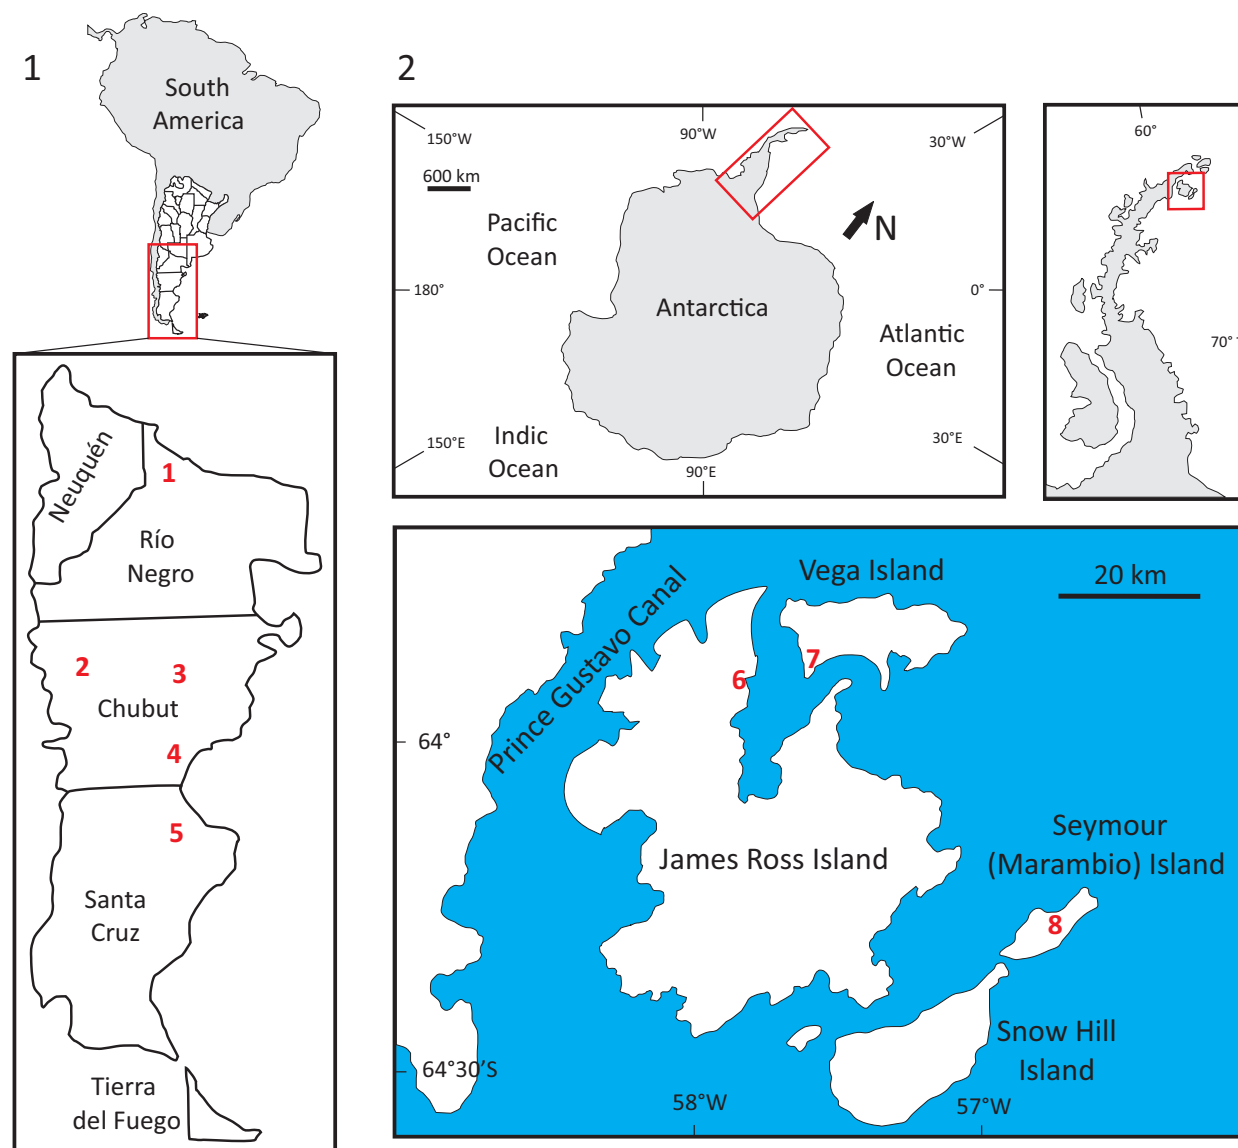 1
South
America
Neuquén
1
Río
Negro
2
3
Chubut
4
5
Santa
Cruz
Tierra
del Fuego
2
150°W
90°W
30°W
600 km
Pacific
Ocean
N
180°
Antarctica
0°
Atlantic
Ocean
Indic
Ocean
150°E
90°E
30°E
60°
70°
Prince Gustavo Canal
Vega Island
20 km
6
7
64°
James Ross Island
Seymour
(Marambio) Island
8
Snow Hill
Island
64°30′S
58°W
57°W